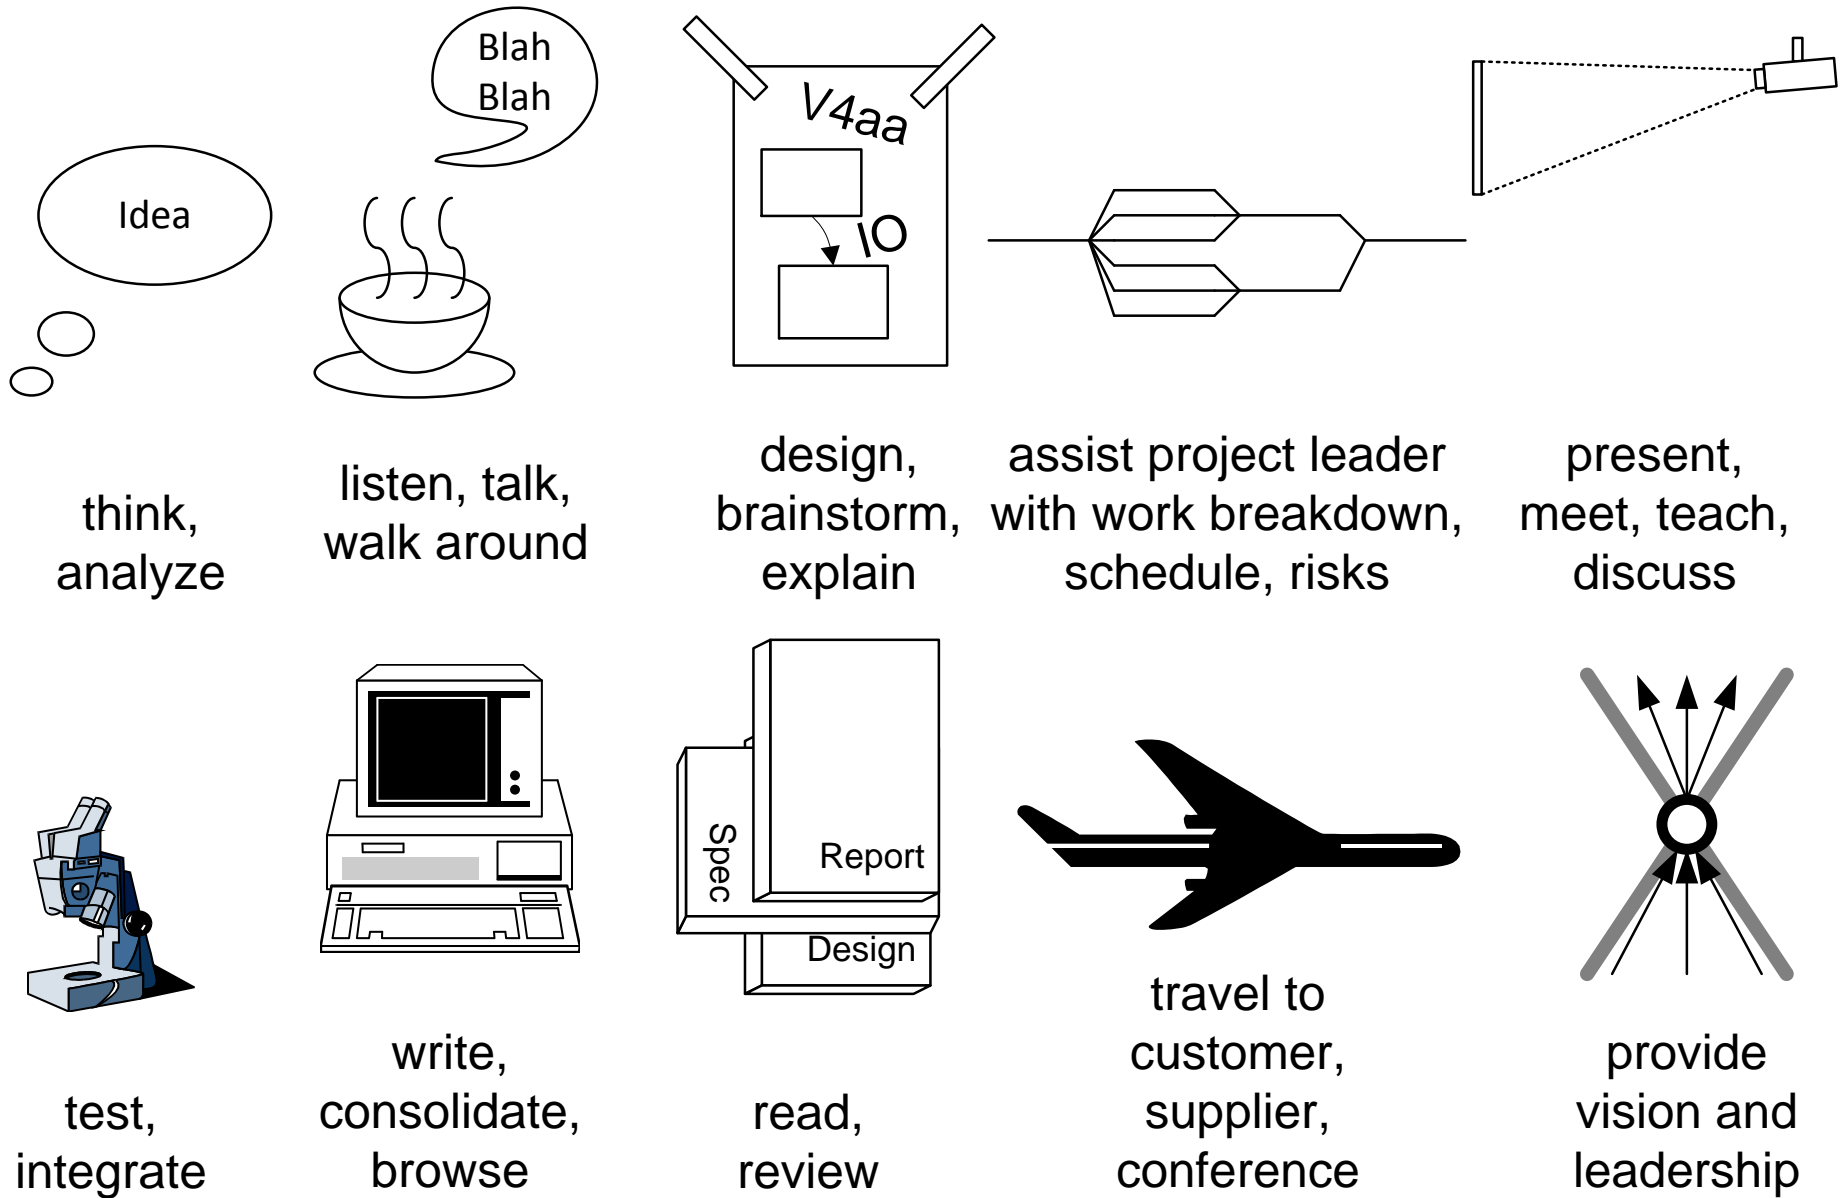 Idea
think,
analyze
Blah
Blah
listen, talk,
walk around
V4aa
IO
design,
brainstorm,
explain
assist project leader
with work breakdown,
schedule, risks
present,
meet, teach,
discuss
test,
integrate
write,
consolidate,
browse
Spec
Report
Design
read,
review
travel to
customer,
supplier,
conference
provide
vision and
leadership